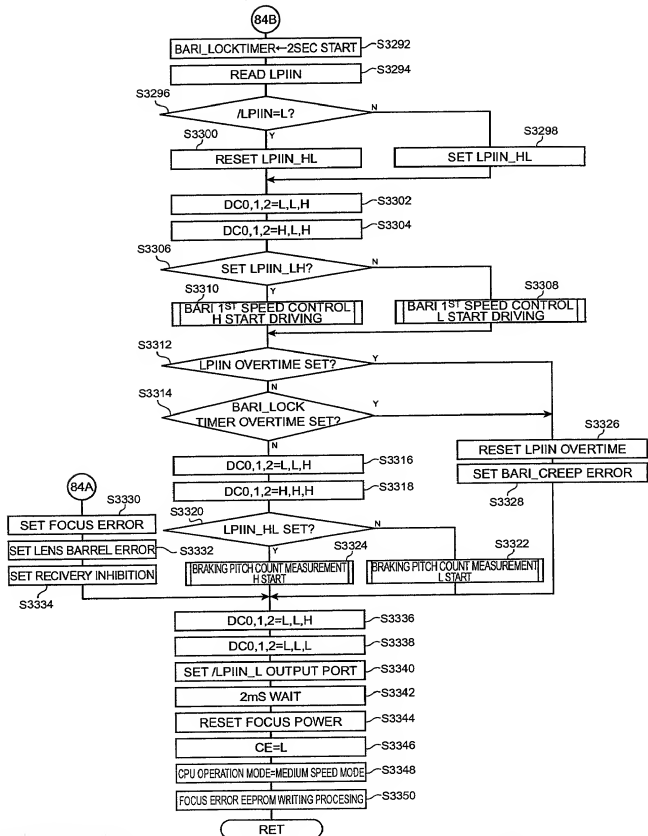 84B
BARI_LOCKTIMER←2SEC START
S3292
READ LPIIN
S3294
S3296
/LPIIN=L?
N
Y
S3300
RESET LPIIN_HL
S3298
SET LPIIN_HL
DC0,1,2=L,L,H
S3302
DC0,1,2=H,L,H
S3304
S3306
SET LPIIN_LH?
N
Y
S3310
BARI 1ST SPEED CONTROL
H START DRIVING
S3308
BARI 1ST SPEED CONTROL
L START DRIVING
S3312
LPIIN OVERTIME SET?
Y
N
S3314
BARI_LOCK
TIMER OVERTIME SET?
Y
N
S3326
RESET LPIIN OVERTIME
SET BARI_CREEP ERROR
S3328
DC0,1,2=L,L,H
S3316
DC0,1,2=H,H,H
S3318
84A
S3330
SET FOCUS ERROR
SET LENS BARREL ERROR
S3332
SET RECIVERY INHIBITION
S3334
S3320
LPIIN_HL SET?
N
Y
S3324
BRAKING PITCH COUNT MEASUREMENT
H START
S3322
BRAKING PITCH COUNT MEASUREMENT
L START
DC0,1,2=L,L,H
S3336
DC0,1,2=L,L,L
S3338
SET /LPIIN_L OUTPUT PORT
S3340
2mS WAIT
S3342
RESET FOCUS POWER
S3344
CE=L
S3346
CPU OPERATION MODE=MEDIUM SPEED MODE
S3348
FOCUS ERROR EEPROM WRITING PROCESING
S3350
RET